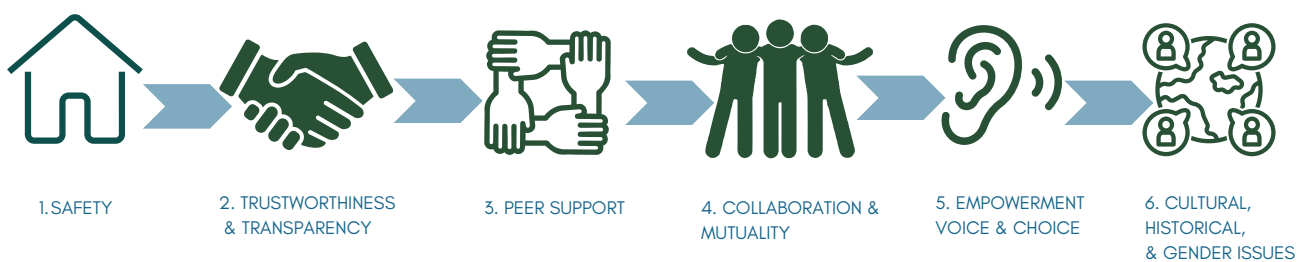 1. SAFETY
2. TRUSTWORTHINESS
& TRANSPARENCY
3. PEER SUPPORT
4. COLLABORATION &
MUTUALITY
5. EMPOWERMENT
VOICE & CHOICE
6. CULTURAL,
HISTORICAL,
& GENDER ISSUES